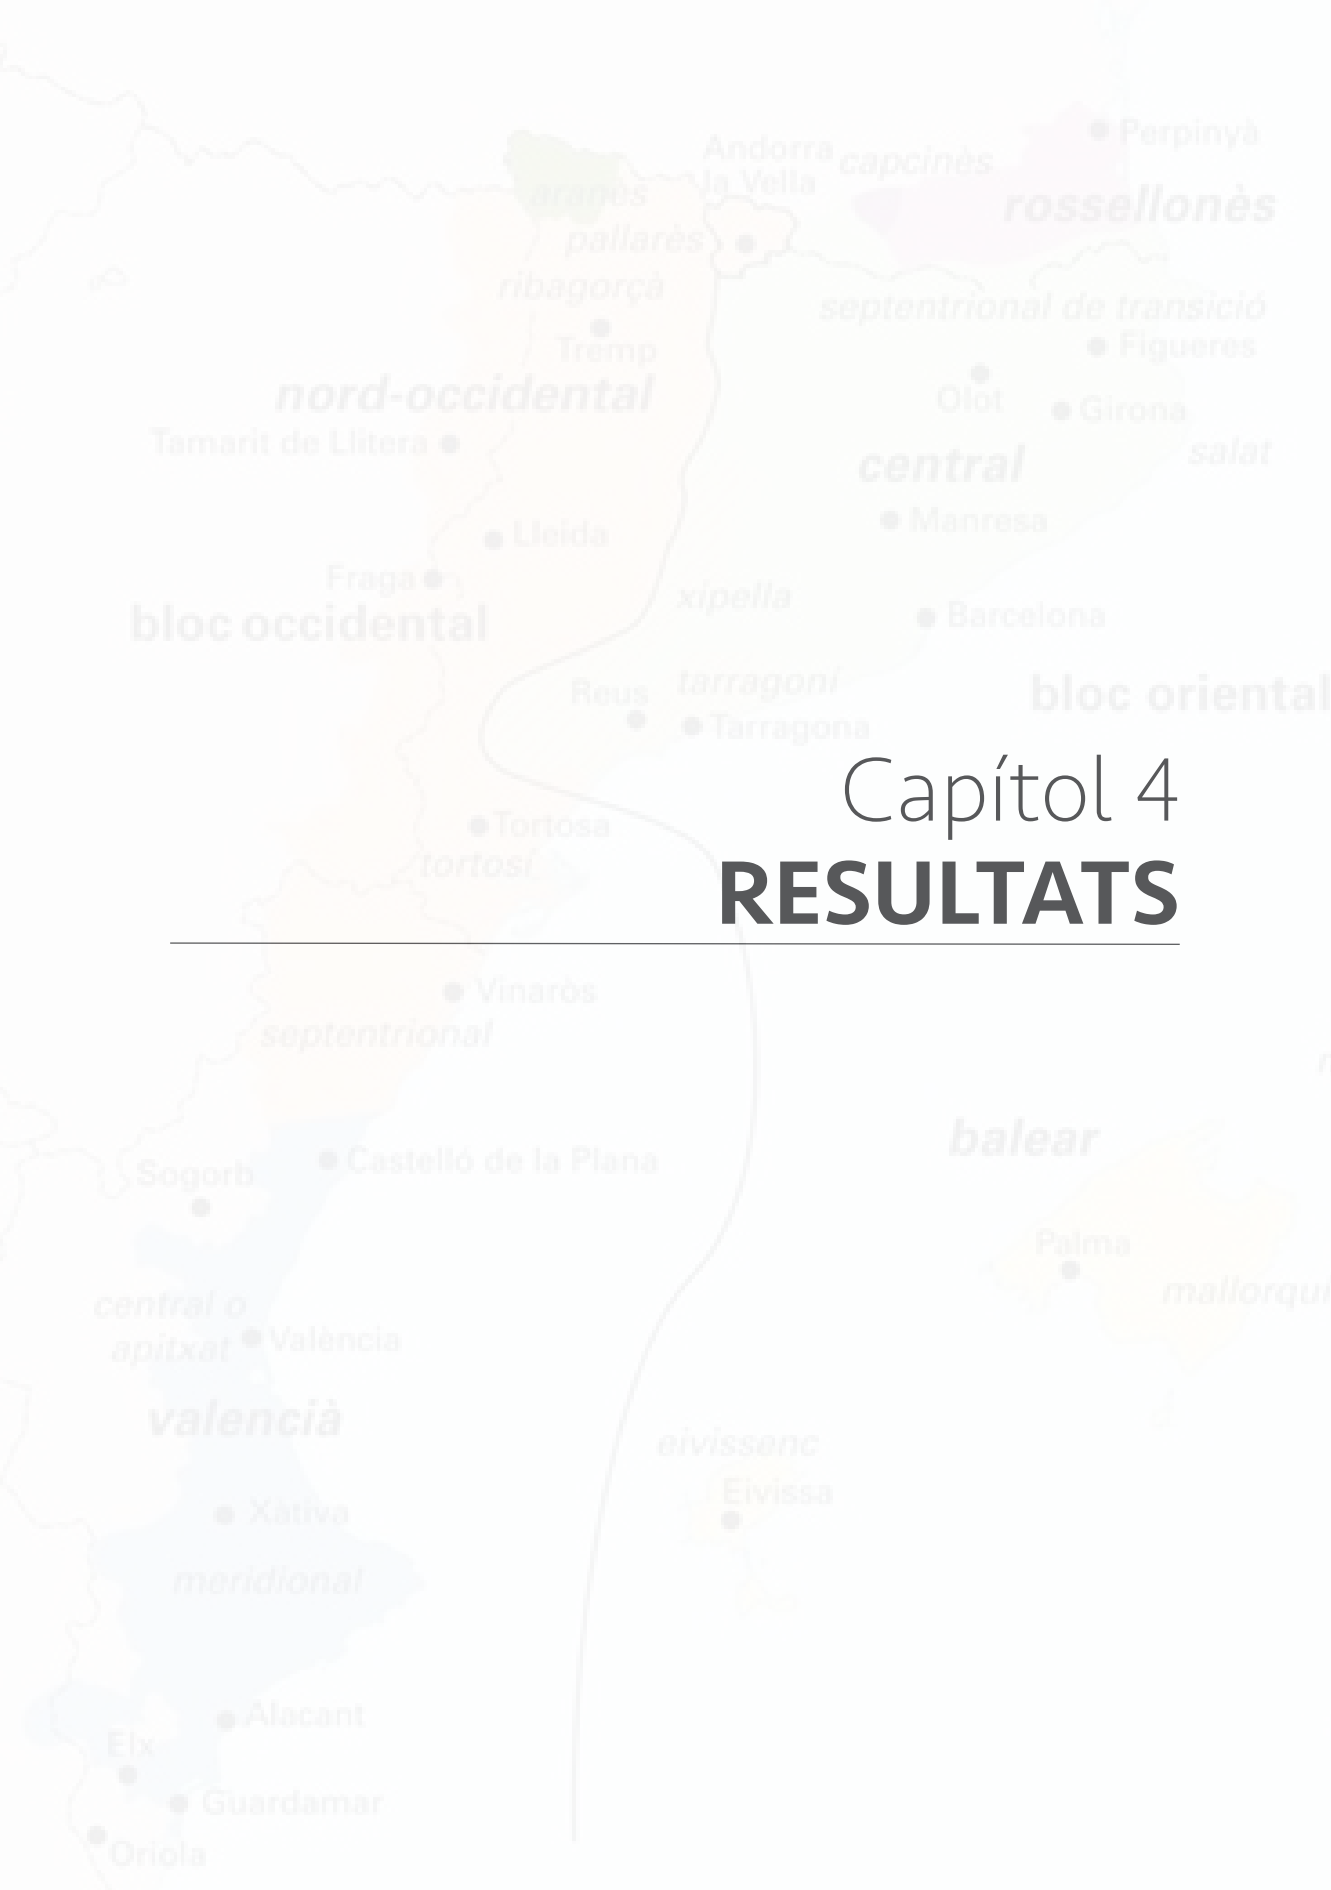 Perpinyà
Andorra
la Vella
capcinès
rossellonès
aranès
pallarès
ribagorçà
septentrional de transició
Tremp
Figueres
nord-occidental
Olot
Girona
Tamarit de Llitera
salat
central
Manresa
Lleida
Fraga
xipella
bloc occidental
Barcelona
Reus
tarragoní
bloc oriental
Tarragona
Capítol 4
Tortosa
tortosí
RESULTATS
Vinaròs
septentrional
balear
Castelló de la Plana
Sogorb
Palma
mallorquí
central o
apitxat
València
valencià
eivissenc
Eivissa
Xàtiva
meridional
Alacant
Elx
Guardamar
Oriola